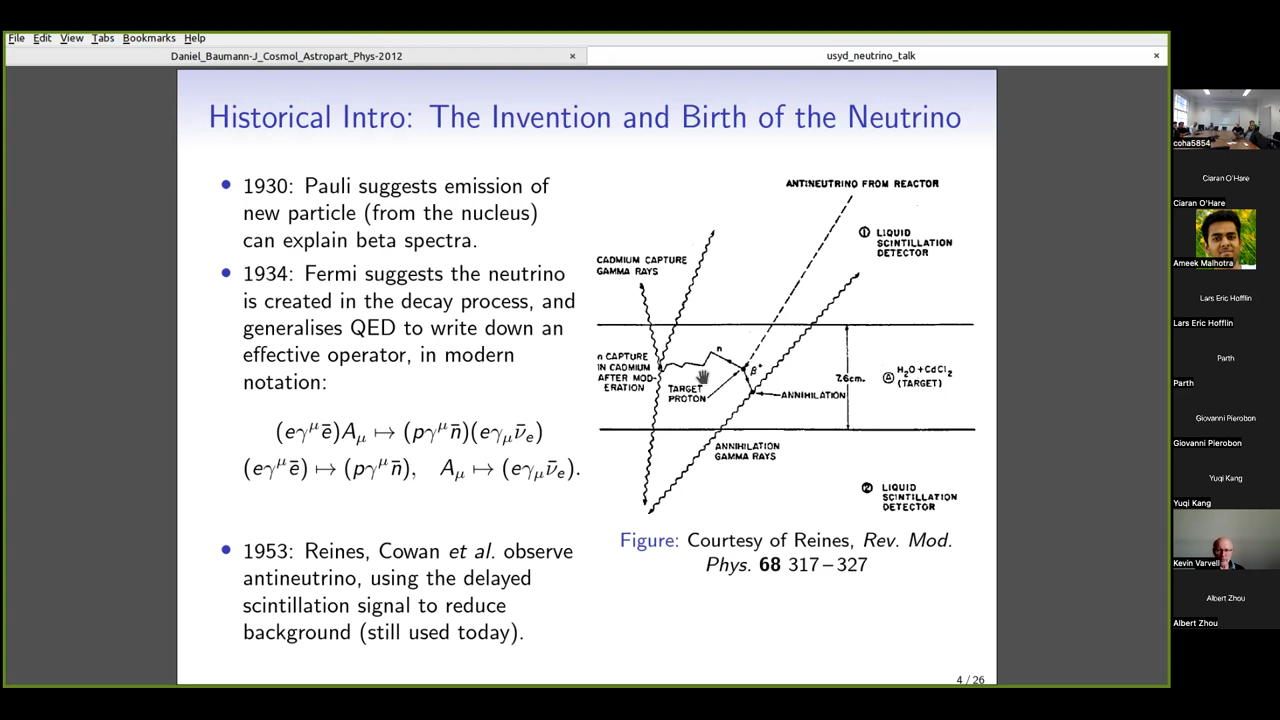 File Edit View Tabs Bookmarks Help
Daniel_Baumann-J_Cosmol_Astropart_Phys-2012
usyd_neutrino_talk
Historical Intro: The Invention and Birth of the Neutrino
• 1930: Pauli suggests emission of
new particle (from the nucleus)
can explain beta spectra.
• 1934: Fermi suggests the neutrino
is created in the decay process, and
generalises QED to write down an
effective operator, in modern
notation:
(eγ^μ ē)A_μ ↦ (pγ^μ n̄)(eγ_μ ν̄_e)
(eγ^μ ē) ↦ (pγ^μ n̄), A_μ ↦ (eγ_μ ν̄_e).
• 1953: Reines, Cowan et al. observe
antineutrino, using the delayed
scintillation signal to reduce
background (still used today).
ANTINEUTRINO FROM REACTOR
① LIQUID
SCINTILLATION
DETECTOR
CADMIUM CAPTURE
GAMMA RAYS
n
n CAPTURE
IN CADMIUM
AFTER MOD-
ERATION
TARGET
PROTON
β+
ANNIHILATION
7.6cm.
Ⓐ H2O + CdCl2
(TARGET)
ANNIHILATION
GAMMA RAYS
② LIQUID
SCINTILLATION
DETECTOR
Figure: Courtesy of Reines, Rev. Mod.
Phys. 68 317–327
4 / 26
coha5854
Ciaran O'Hare
Ciaran O'Hare
Ameek Malhotra
Lars Eric Hofflin
Lars Eric Hofflin
Parth
Parth
Giovanni Pierobon
Giovanni Pierobon
Yuqi Kang
Yuqi Kang
Kevin Varvell
Albert Zhou
Albert Zhou